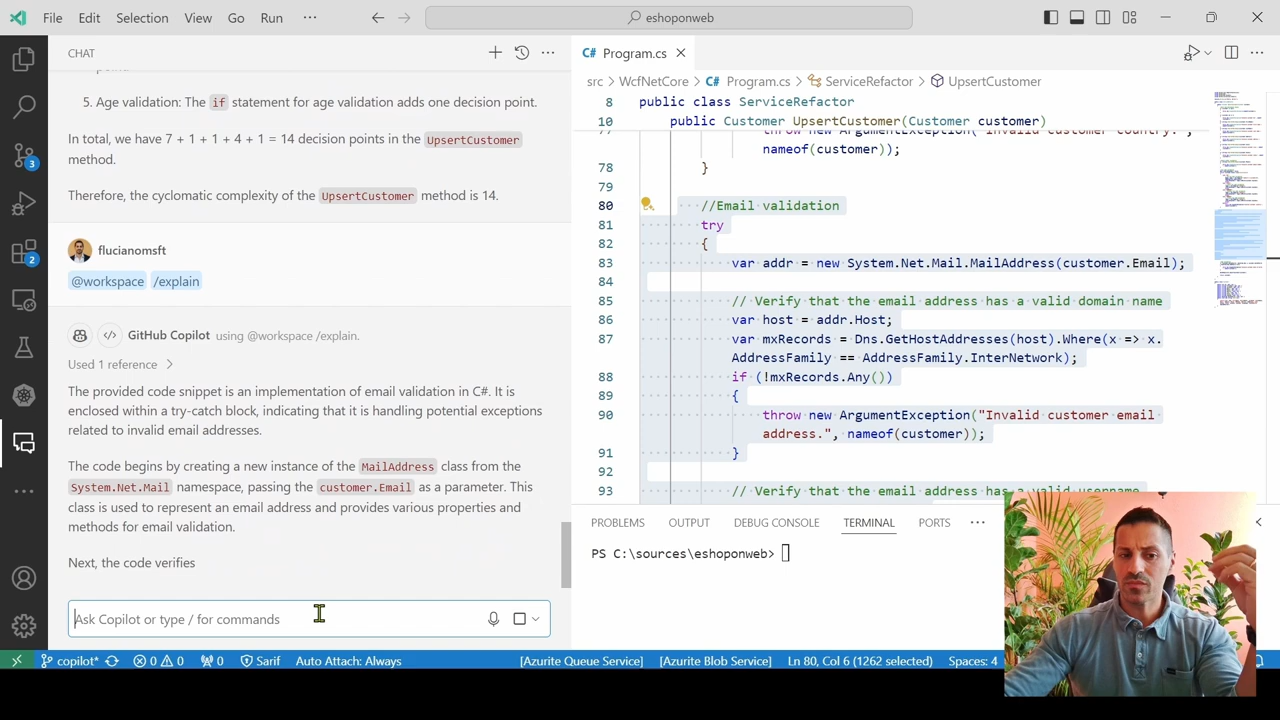 File Edit Selection View Go Run ··· eshoponweb
CHAT
5. Age validation: The if statement for age validation adds one decision point.
In total, we have 7 + 1 + 1 + 4 + 1 = 14 decision points in the UpsertCustomer
method.
Therefore, the cyclomatic complexity of the UpsertCustomer method is 14.
flucianomsft
@workspace /explain
GitHub Copilot using @workspace /explain.
Used 1 reference >
The provided code snippet is an implementation of email validation in C#. It is
enclosed within a try-catch block, indicating that it is handling potential exceptions
related to invalid email addresses.
The code begins by creating a new instance of the MailAddress class from the
System.Net.Mail namespace, passing the customer.Email as a parameter. This
class is used to represent an email address and provides various properties and
methods for email validation.
Next, the code verifies
Ask Copilot or type / for commands
3
2
C# Program.cs
src > WcfNetCore > C# Program.cs > ServiceRefactor > UpsertCustomer
8 public class ServiceRefactor
10 public Customer UpsertCustomer(Customer customer)
nameof(customer));
78 }
79
80 //Email validation
81 try
82 {
83 var addr = new System.Net.Mail.MailAddress(customer.Email);
84
85 // Verify that the email address has a valid domain name
86 var host = addr.Host;
87 var mxRecords = Dns.GetHostAddresses(host).Where(x => x.
AddressFamily == AddressFamily.InterNetwork);
88 if (!mxRecords.Any())
89 {
90 throw new ArgumentException("Invalid customer email
address.", nameof(customer));
91 }
92
93 // Verify that the email address has a valid username
PROBLEMS OUTPUT DEBUG CONSOLE TERMINAL PORTS ···
PS C:\sources\eshoponweb>
copilot* 0 0 0 Sarif Auto Attach: Always [Azurite Queue Service] [Azurite Blob Service] Ln 80, Col 6 (1262 selected) Spaces: 4